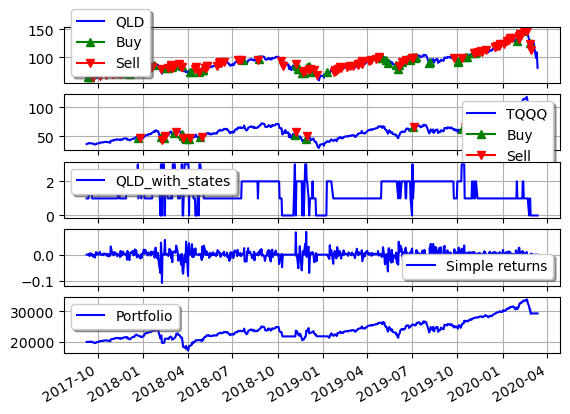 QLD
Buy
Sell
150
100
TQQQ
Buy
Sell
100
50
QLD_with_states
2
0
Simple returns
0.0
−0.1
Portfolio
30000
20000
2017-10
2018-01
2018-04
2018-07
2018-10
2019-01
2019-04
2019-07
2019-10
2020-01
2020-04